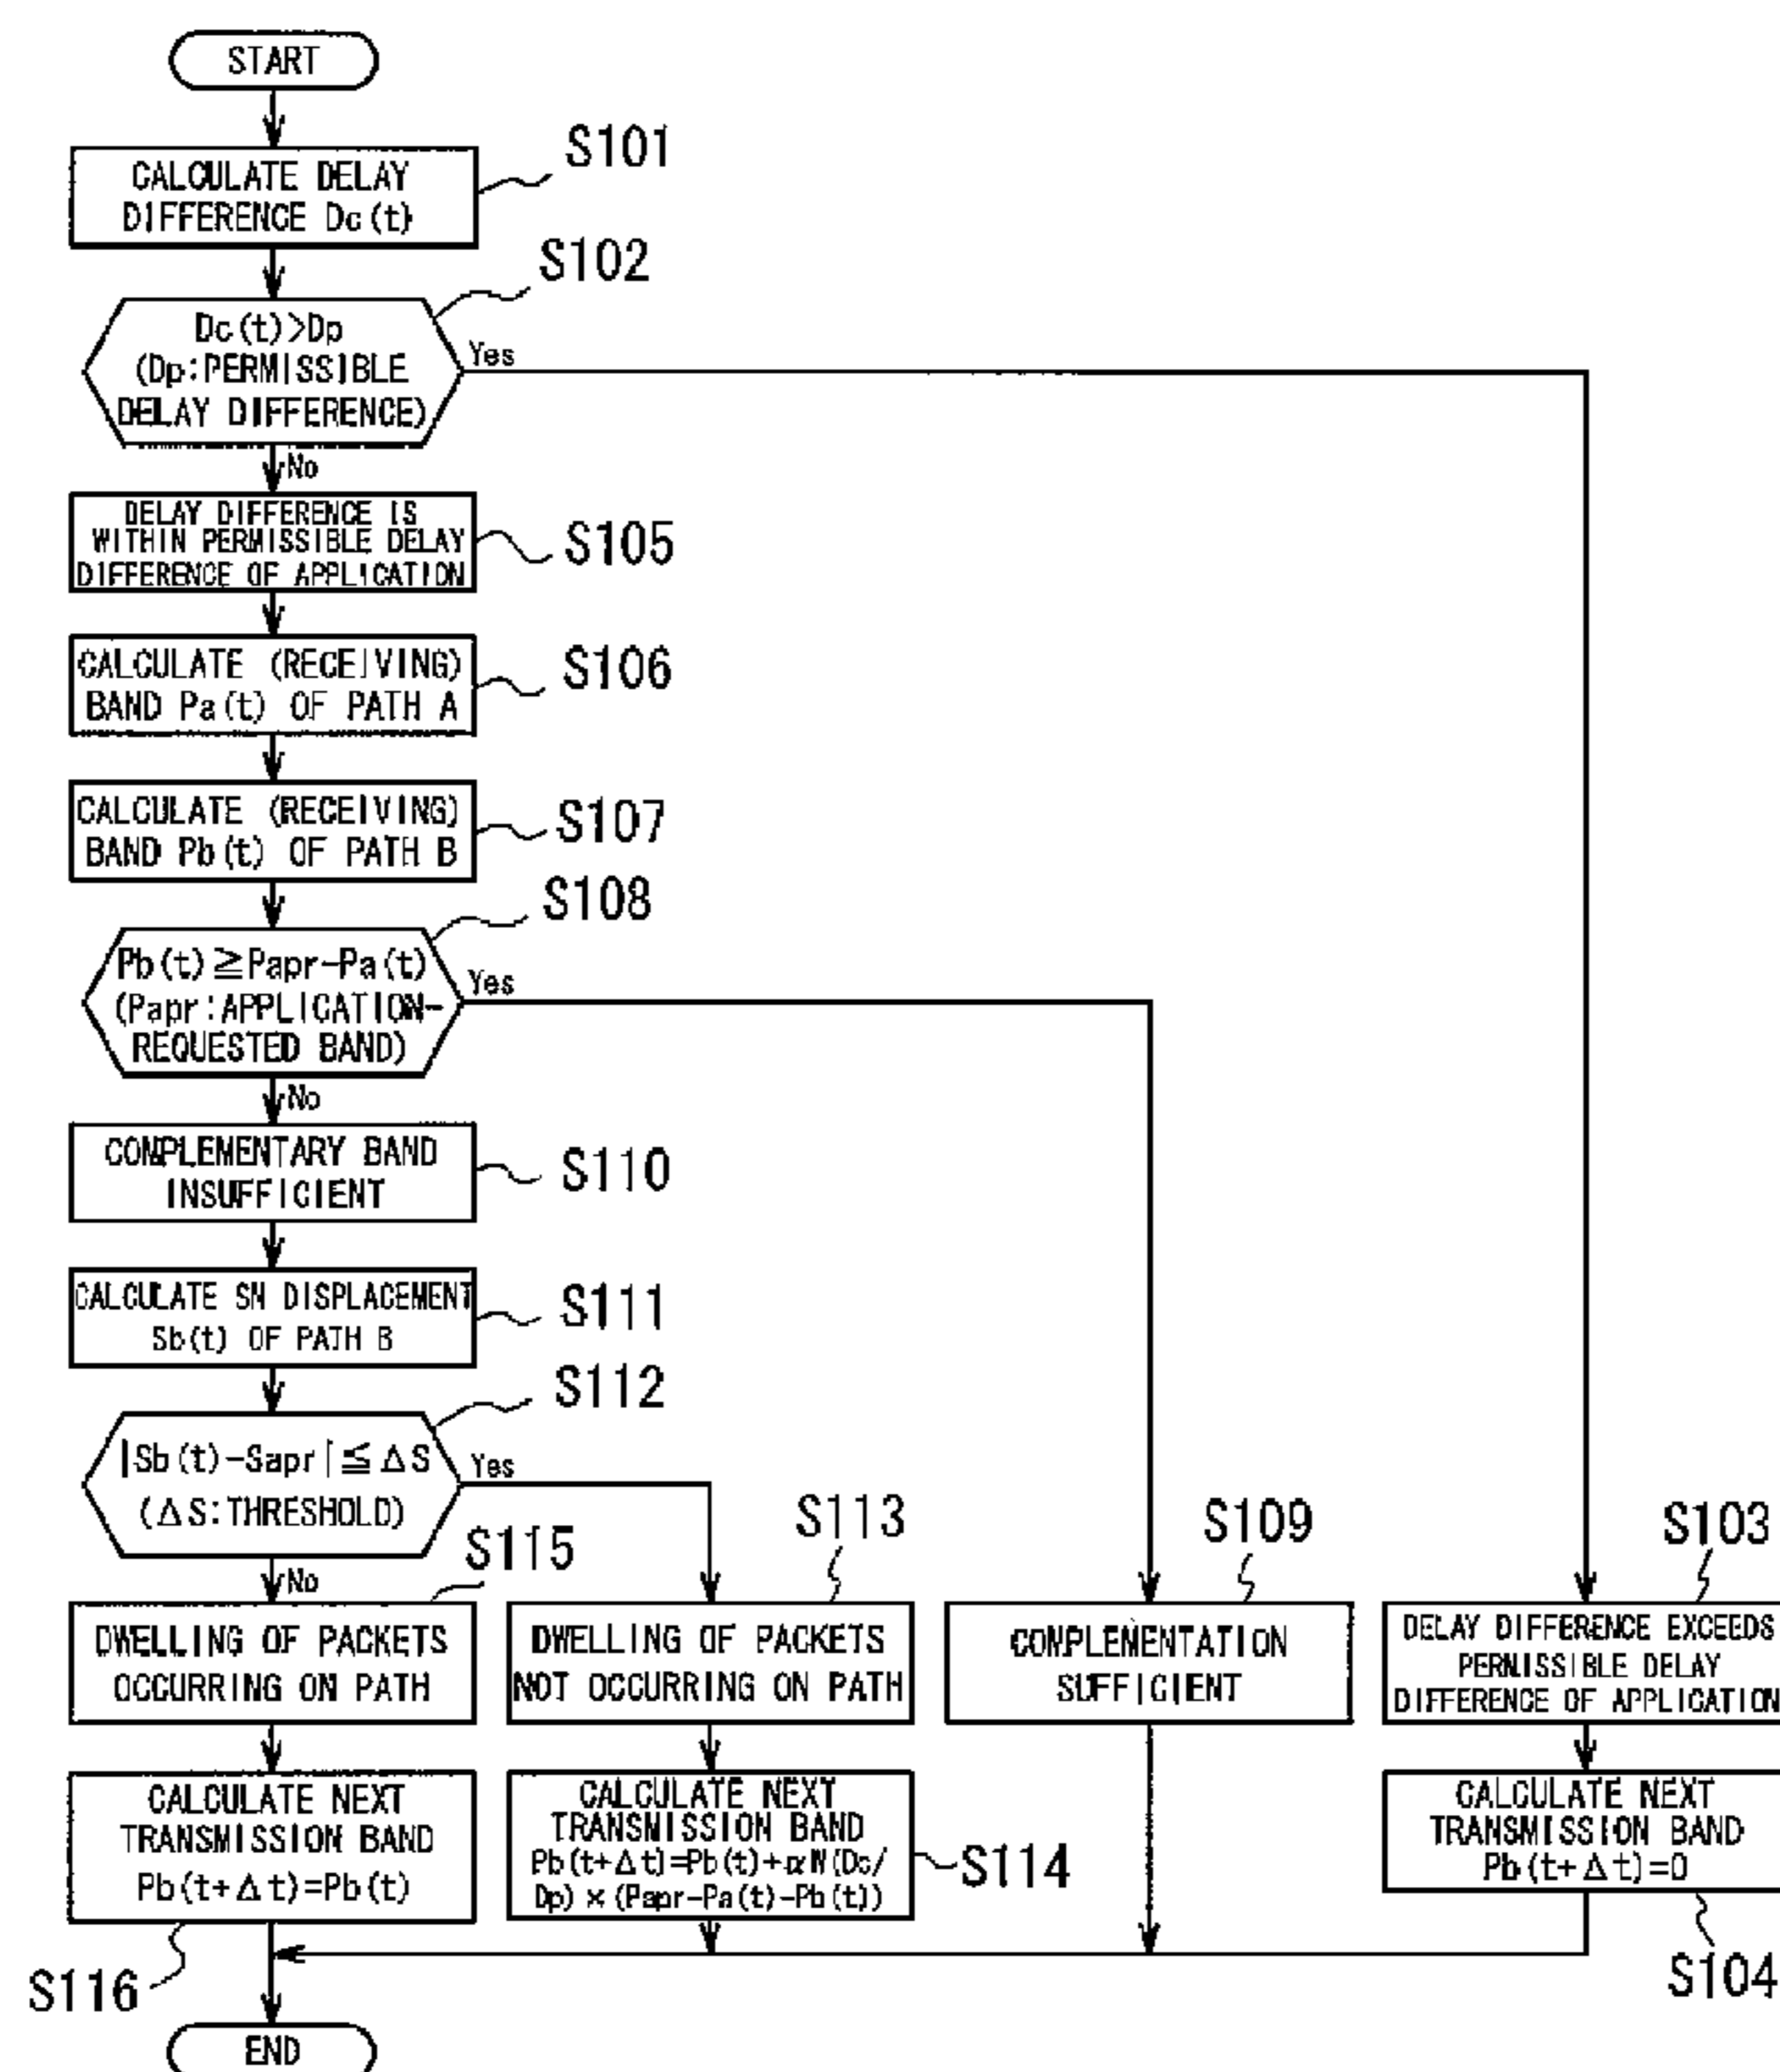 START
CALCULATE DELAY
DIFFERENCE Dc(t)
S101
Dc(t)>Dp
(Dp:PERMISSIBLE
DELAY DIFFERENCE)
S102
Yes
No
DELAY DIFFERENCE IS
WITHIN PERMISSIBLE DELAY
DIFFERENCE OF APPLICATION
S105
CALCULATE (RECEIVING)
BAND Pa(t) OF PATH A
S106
CALCULATE (RECEIVING)
BAND Pb(t) OF PATH B
S107
Pb(t)≧Papr-Pa(t)
(Papr:APPLICATION-
REQUESTED BAND)
S108
Yes
No
COMPLEMENTARY BAND
INSUFFICIENT
S110
CALCULATE SN DISPLACEMENT
Sb(t) OF PATH B
S111
|Sb(t)-Sapr|≦ΔS
(ΔS:THRESHOLD)
S112
Yes
No
S115
DWELLING OF PACKETS
OCCURRING ON PATH
S113
DWELLING OF PACKETS
NOT OCCURRING ON PATH
S109
COMPLEMENTATION
SUFFICIENT
S103
DELAY DIFFERENCE EXCEEDS
PERMISSIBLE DELAY
DIFFERENCE OF APPLICATION
CALCULATE NEXT
TRANSMISSION BAND
Pb(t+Δt)=Pb(t)
S116
CALCULATE NEXT
TRANSMISSION BAND
Pb(t+Δt)=Pb(t)+αW(Dc/
Dp)×(Papr-Pa(t)-Pb(t))
S114
CALCULATE NEXT
TRANSMISSION BAND
Pb(t+Δt)=0
S104
END